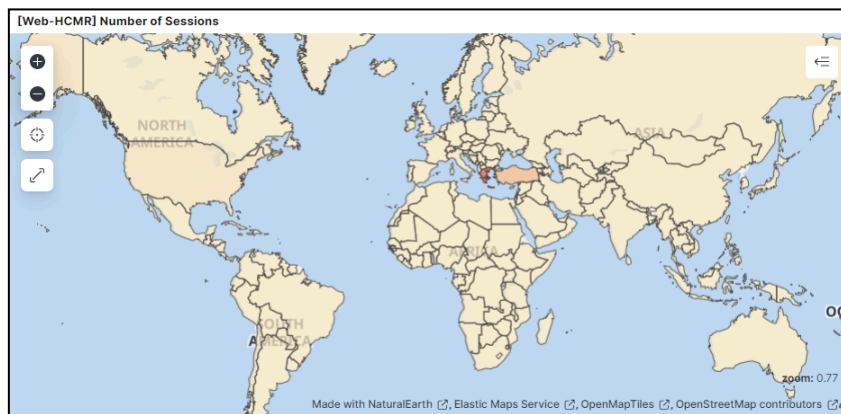 [Web-HCMR] Number of Sessions
NORTH
AMERICA
ASIA
AFRICA
SOUTH
AMERICA
OC
zoom: 0.77
Made with NaturalEarth, Elastic Maps Service, OpenMapTiles, OpenStreetMap contributors